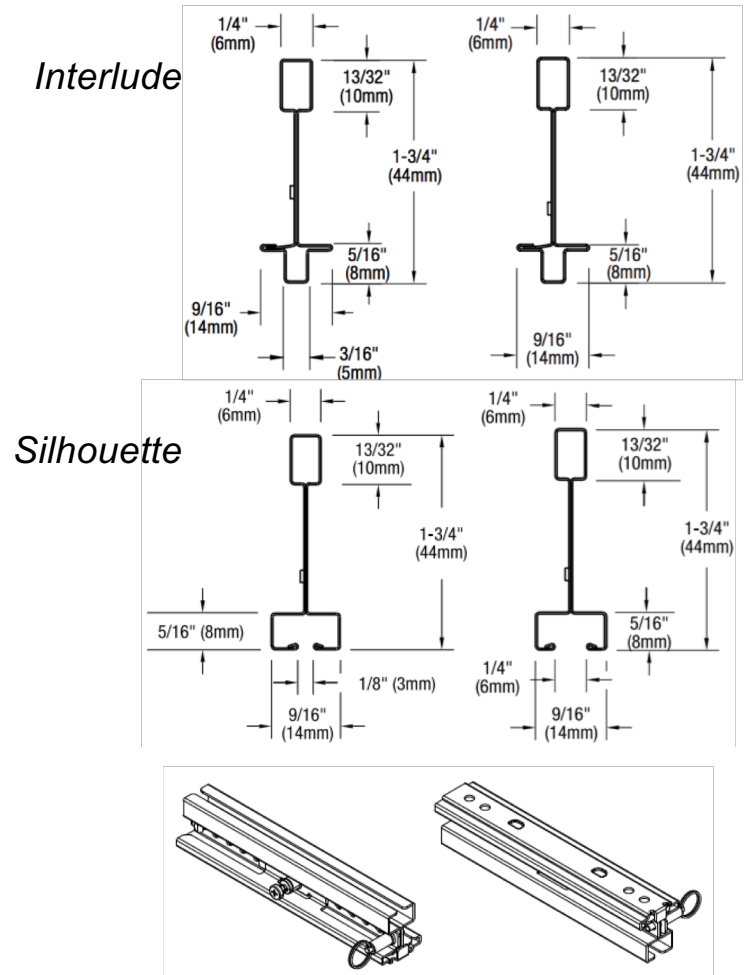 Interlude
1/4"
(6mm)
13/32"
(10mm)
1-3/4"
(44mm)
5/16"
(8mm)
9/16"
(14mm)
3/16"
(5mm)
1/4"
(6mm)
13/32"
(10mm)
1-3/4"
(44mm)
5/16"
(8mm)
9/16"
(14mm)
Silhouette
1/4"
(6mm)
13/32"
(10mm)
1-3/4"
(44mm)
5/16" (8mm)
1/8" (3mm)
9/16"
(14mm)
1/4"
(6mm)
13/32"
(10mm)
1-3/4"
(44mm)
5/16"
(8mm)
1/4"
(6mm)
9/16"
(14mm)